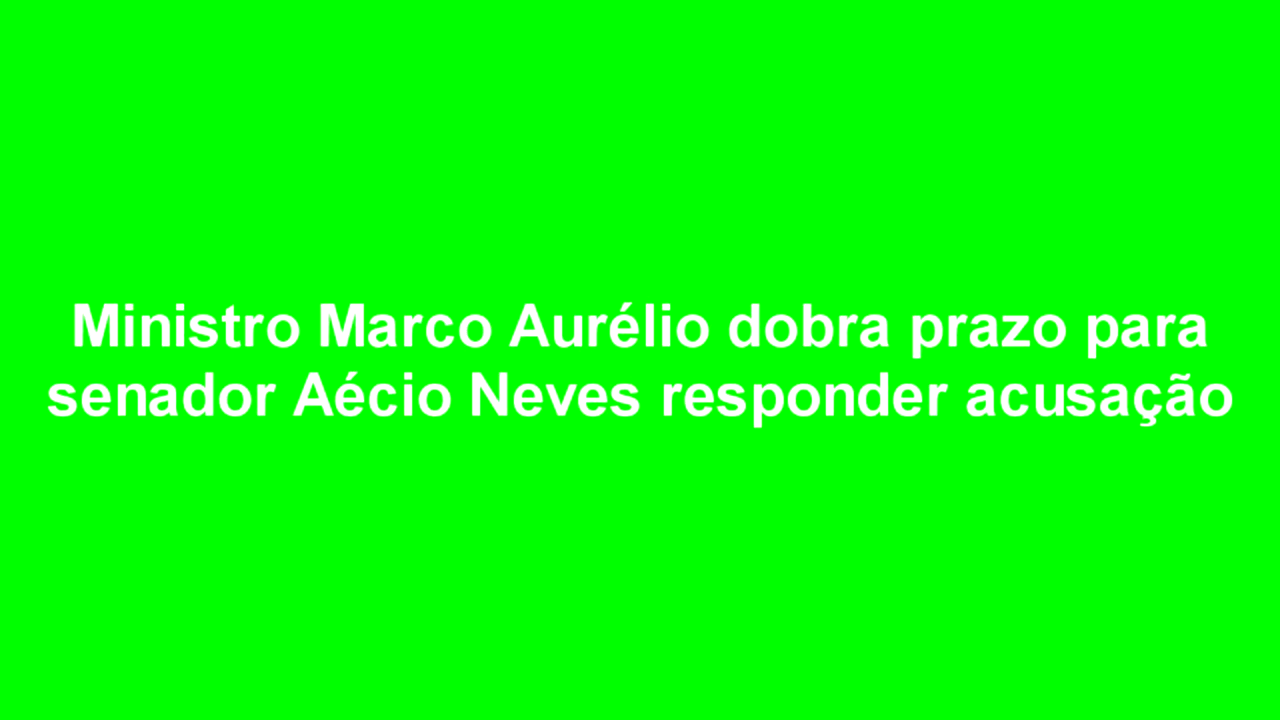 Ministro Marco Aurélio dobra prazo para
senador Aécio Neves responder acusação